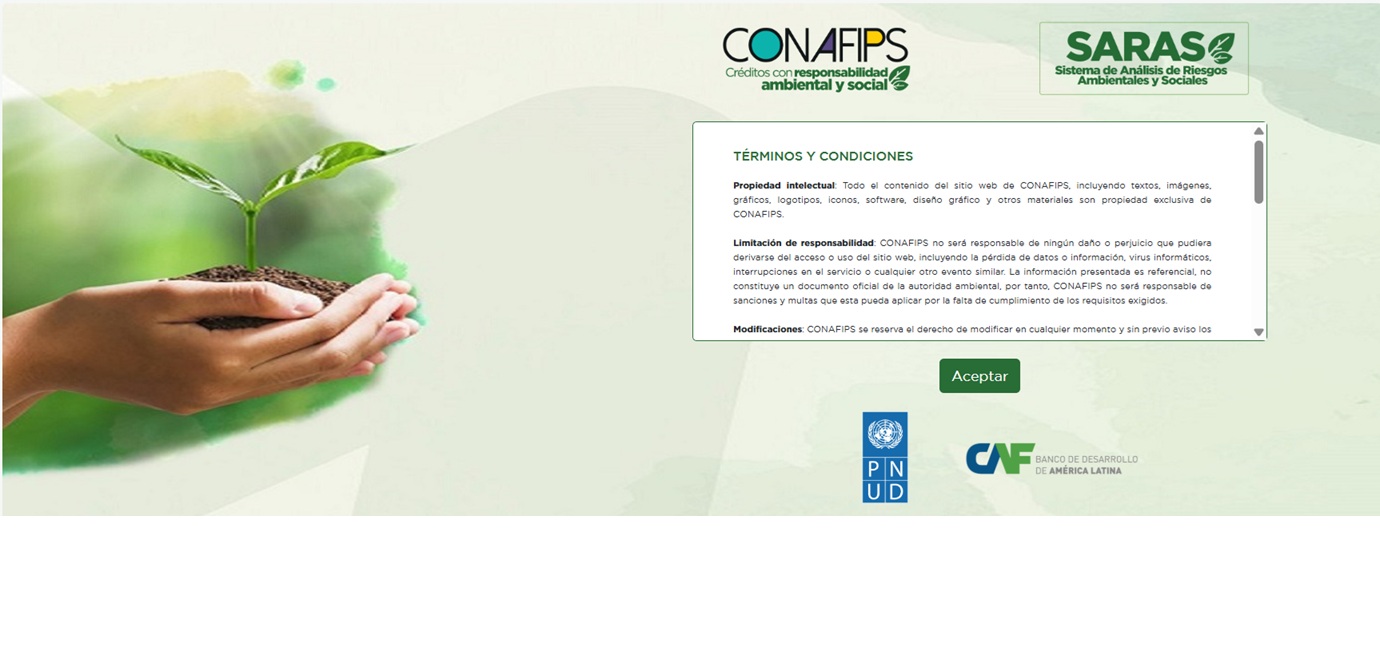 CONAFIPS
Créditos con responsabilidad
ambiental y social
SARAS
Sistema de Análisis de Riesgos
Ambientales y Sociales
TÉRMINOS Y CONDICIONES
Propiedad intelectual: Todo el contenido del sitio web de CONAFIPS, incluyendo textos, imágenes,
gráficos, logotipos, iconos, software, diseño gráfico y otros materiales son propiedad exclusiva de
CONAFIPS.
Limitación de responsabilidad: CONAFIPS no será responsable de ningún daño o perjuicio que pudiera
derivarse del acceso o uso del sitio web, incluyendo la pérdida de datos o información, virus informáticos,
interrupciones en el servicio o cualquier otro evento similar. La información presentada es referencial, no
constituye un documento oficial de la autoridad ambiental, por tanto, CONAFIPS no será responsable de
sanciones y multas que esta pueda aplicar por la falta de cumplimiento de los requisitos exigidos.
Modificaciones: CONAFIPS se reserva el derecho de modificar en cualquier momento y sin previo aviso los
Aceptar
PN
UD
CAF BANCO DE DESARROLLO
DE AMÉRICA LATINA